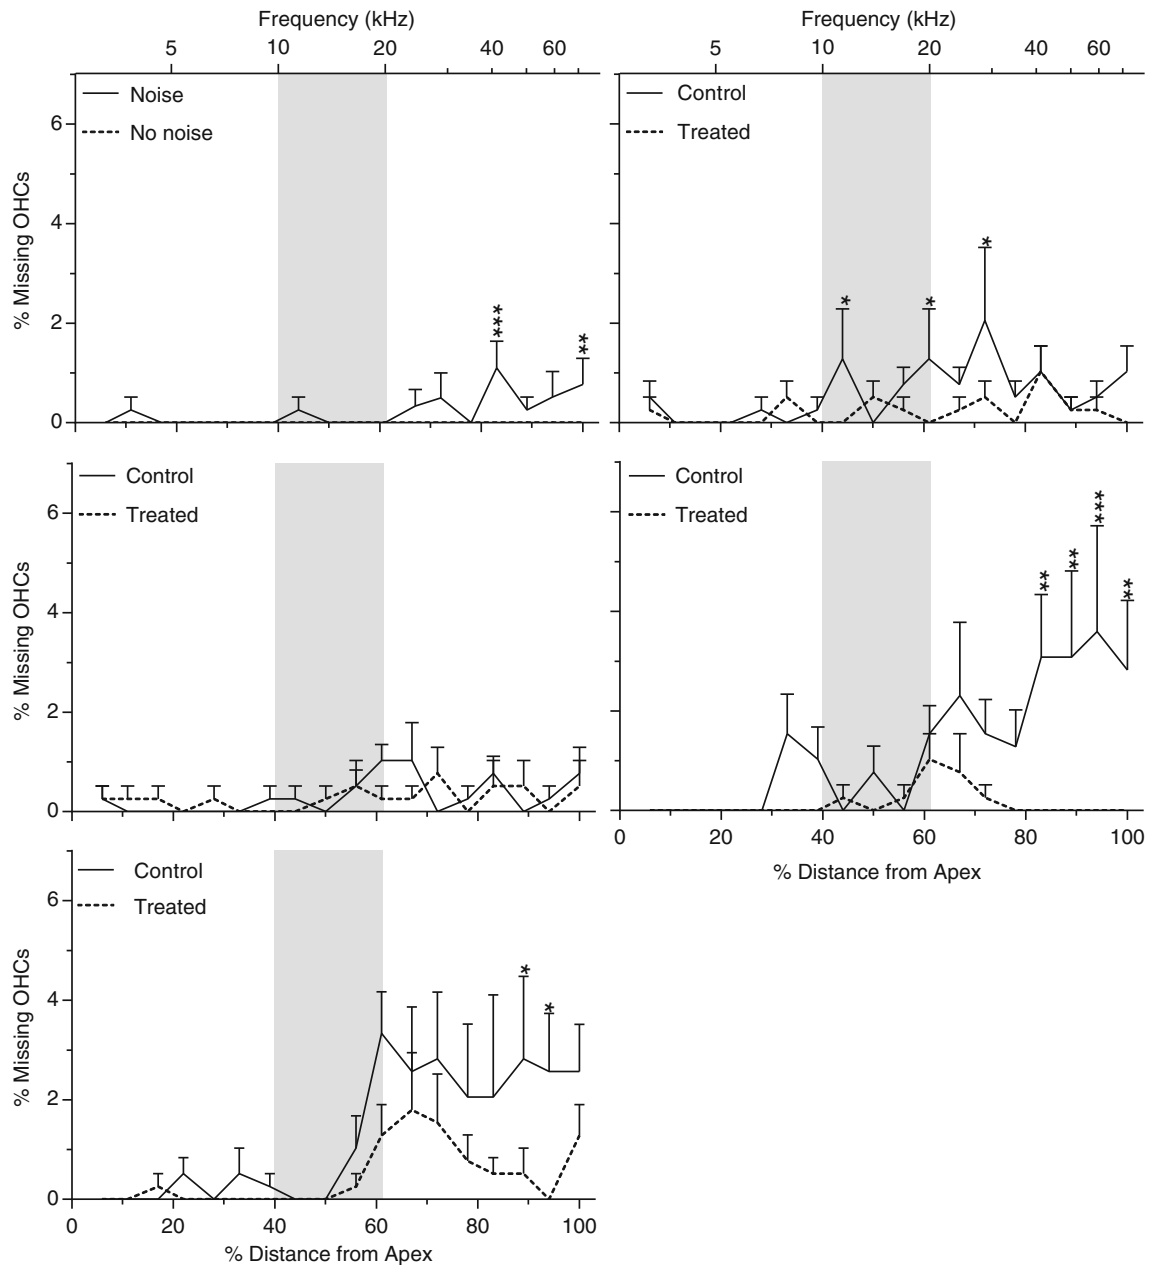 Frequency (kHz)
5 10 20 40 60
Noise
No noise
6
4
2
0
% Missing OHCs
***
**
Frequency (kHz)
5 10 20 40 60
Control
Treated
*
*
*
Control
Treated
6
4
2
0
% Missing OHCs
Control
Treated
**
**
***
**
0 20 40 60 80 100
% Distance from Apex
Control
Treated
6
4
2
0
% Missing OHCs
*
*
0 20 40 60 80 100
% Distance from Apex